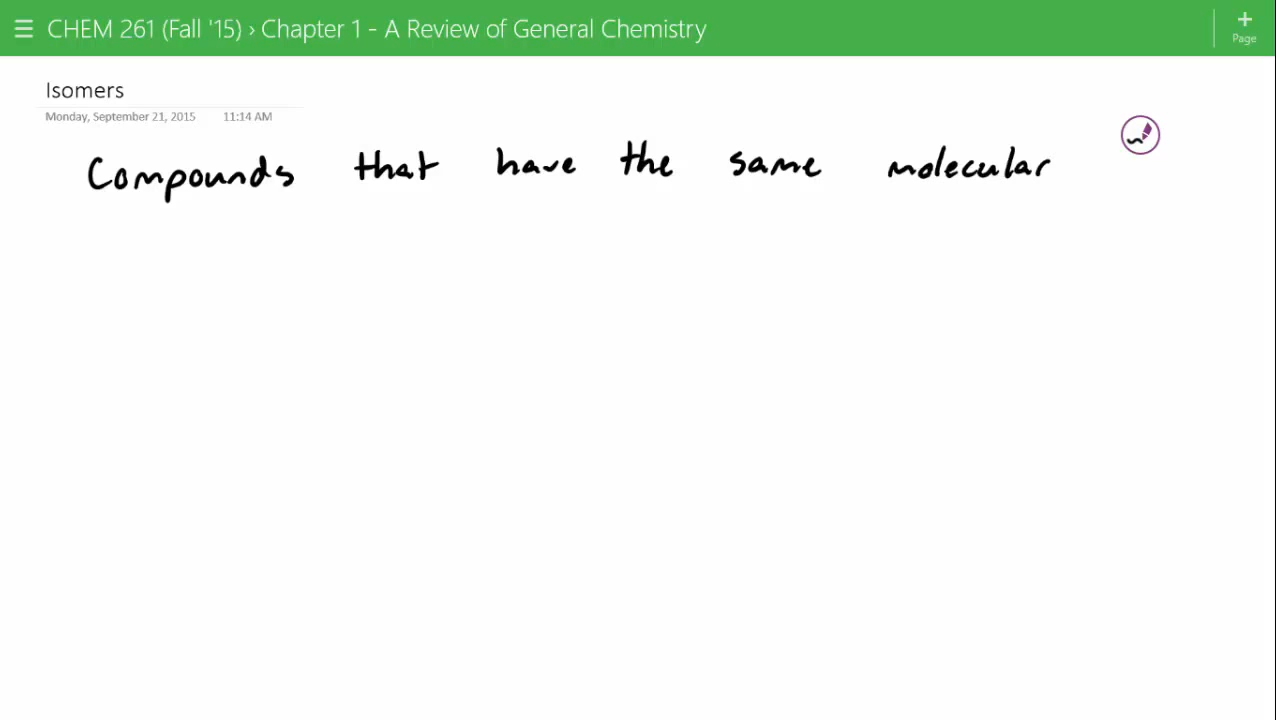 ☰ CHEM 261 (Fall '15) › Chapter 1 - A Review of General Chemistry
+
Page
Isomers
Monday, September 21, 2015 11:14 AM
Compounds that have the same molecular